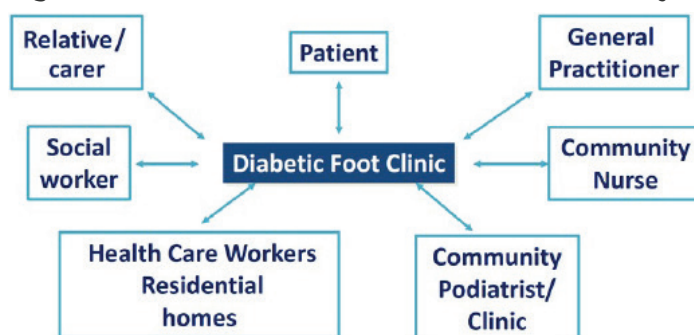 Relative/
carer
Patient
General
Practitioner
Social
worker
Diabetic Foot Clinic
Community
Nurse
Health Care Workers
Residential
homes
Community
Podiatrist/
Clinic